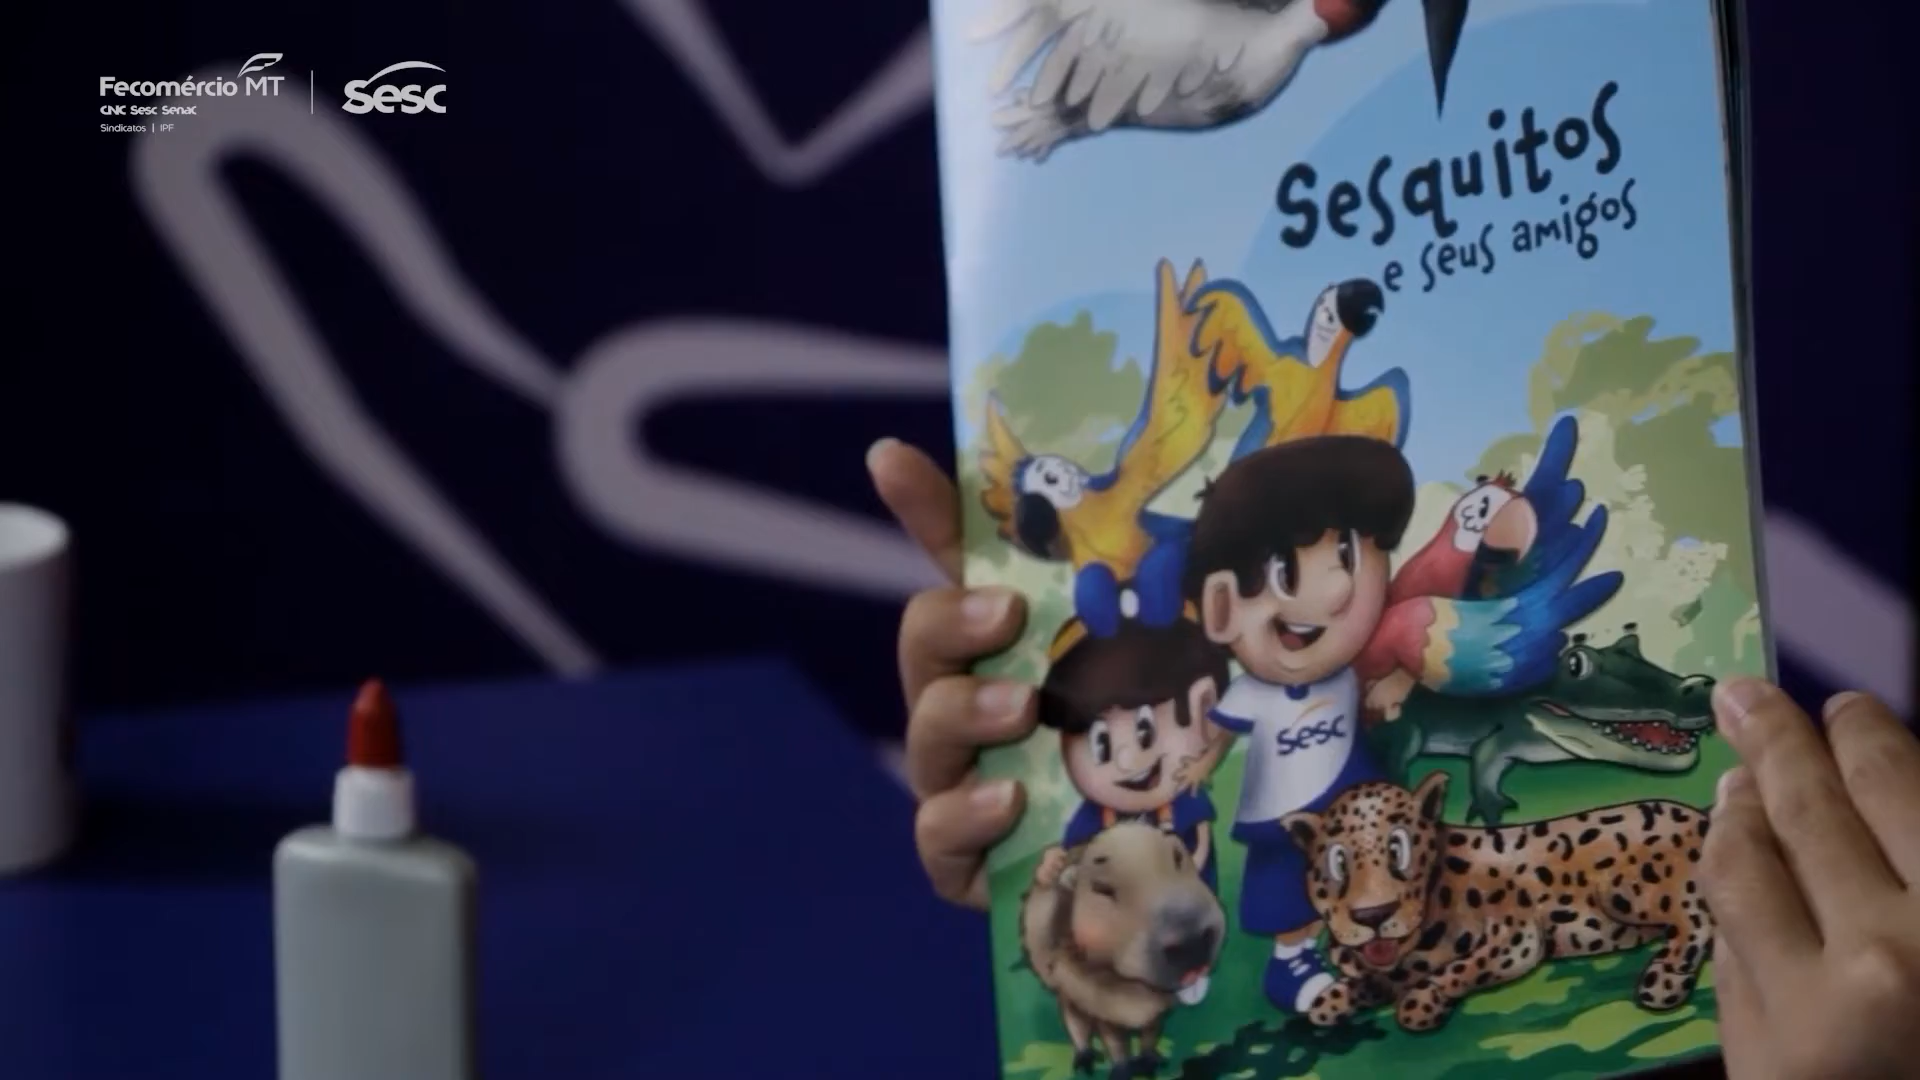 Fecomércio MT
CNC Sesc Senac
Sindicatos | IPF
Sesc
Sesquitos
e seus amigos
Sesc